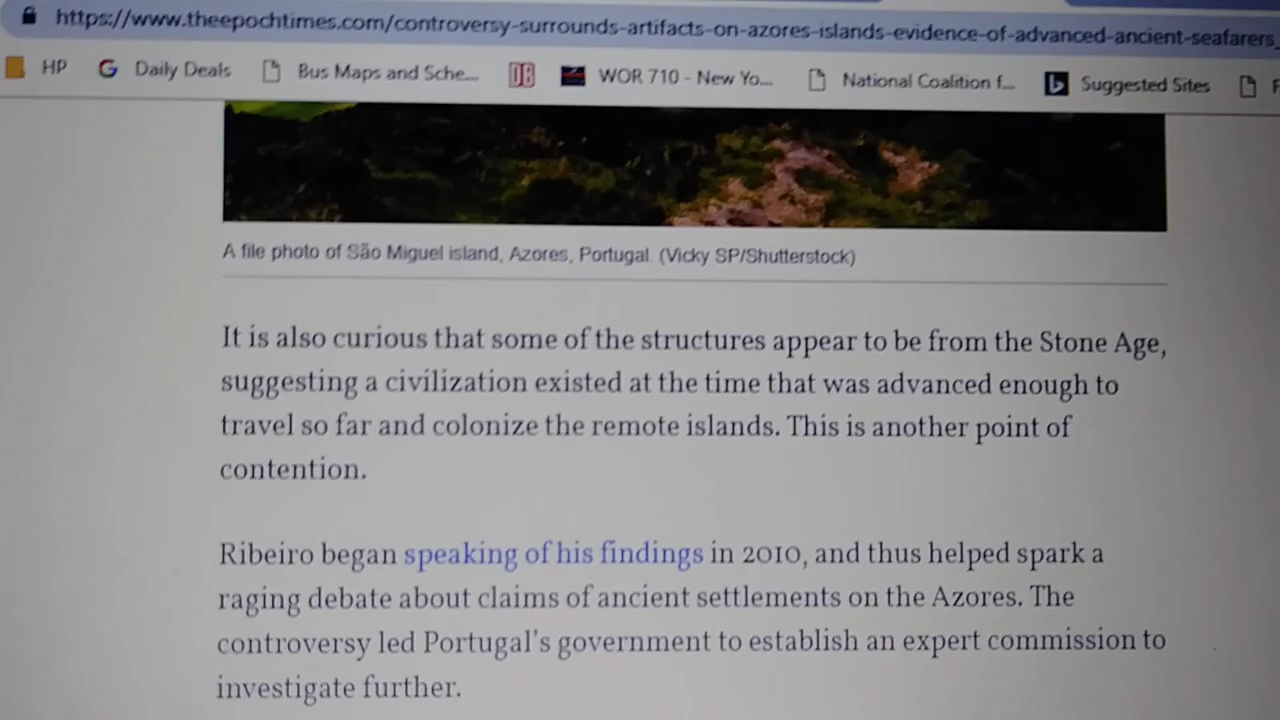 https://www.theepochtimes.com/controversy-surrounds-artifacts-on-azores-islands-evidence-of-advanced-ancient-seafarers_
HP G Daily Deals Bus Maps and Sche... DB WOR 710 - New Yo... National Coalition f... b Suggested Sites
A file photo of São Miguel island, Azores, Portugal. (Vicky SP/Shutterstock)
It is also curious that some of the structures appear to be from the Stone Age,
suggesting a civilization existed at the time that was advanced enough to
travel so far and colonize the remote islands. This is another point of
contention.
Ribeiro began speaking of his findings in 2010, and thus helped spark a
raging debate about claims of ancient settlements on the Azores. The
controversy led Portugal's government to establish an expert commission to
investigate further.